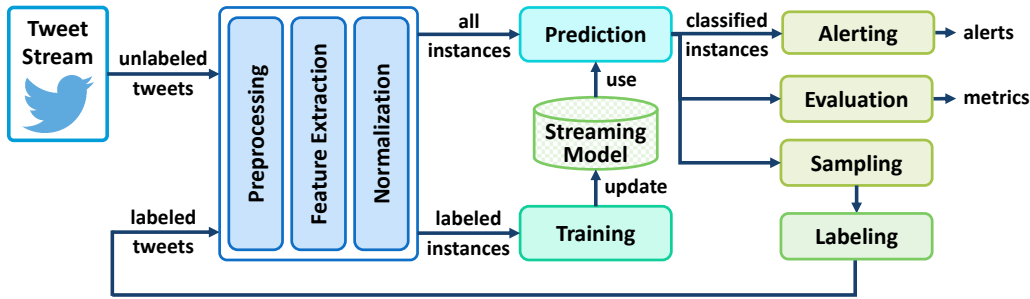 Tweet
Stream
unlabeled
tweets
labeled
tweets
Preprocessing
Feature Extraction
Normalization
all
instances
labeled
instances
Prediction
use
Streaming
Model
update
Training
classified
instances
Alerting
alerts
Evaluation
metrics
Sampling
Labeling